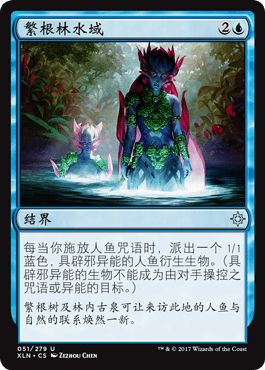 繁根林水域 2
结界
每当你施放人鱼咒语时，派出一个1/1
蓝色，具辟邪异能的人鱼衍生生物。（具
辟邪异能的生物不能成为由对手操控之
咒语或异能的目标。）
繁根树及林内古泉可让来访此地的人鱼与
自然的联系焕然一新。
051/279 U
XLN • CS Zezhou Chen
™ & © 2017 Wizards of the Coast